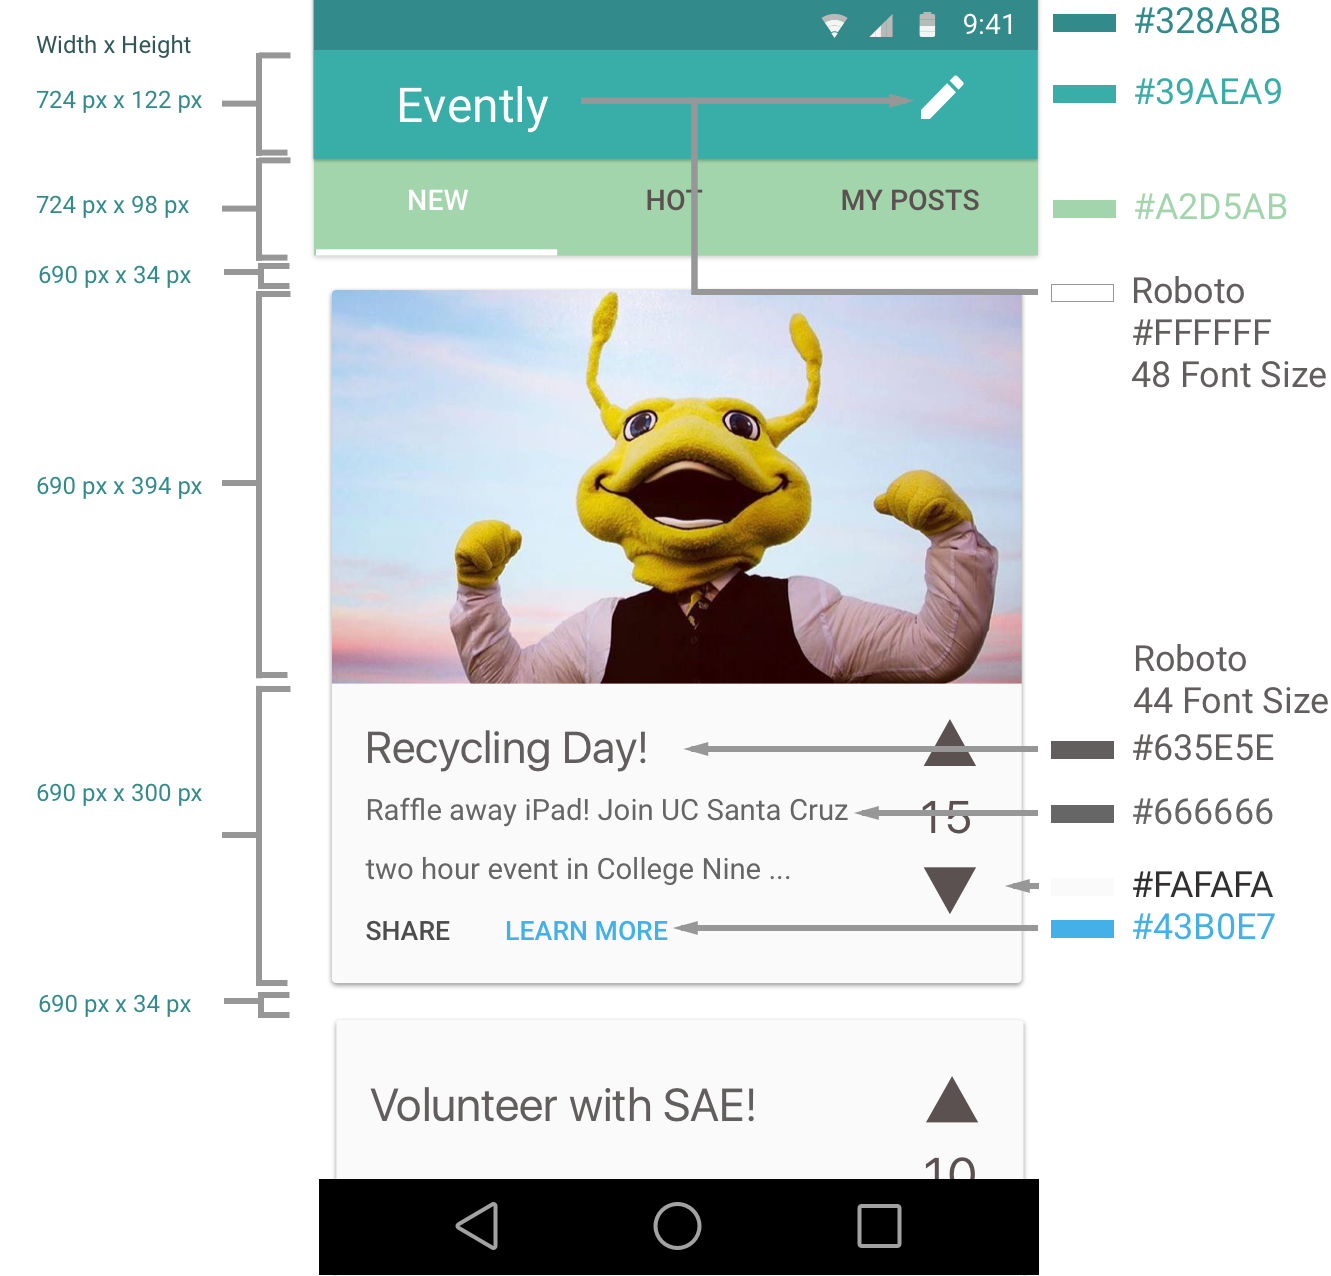 Width x Height
724 px x 122 px
724 px x 98 px
690 px x 34 px
690 px x 394 px
690 px x 300 px
690 px x 34 px
9:41
Evently
NEW HOT MY POSTS
Recycling Day!
Raffle away iPad! Join UC Santa Cruz
two hour event in College Nine ...
15
SHARE LEARN MORE
Volunteer with SAE!
10
#328A8B
#39AEA9
#A2D5AB
Roboto
#FFFFFF
48 Font Size
Roboto
44 Font Size
#635E5E
#666666
#FAFAFA
#43B0E7